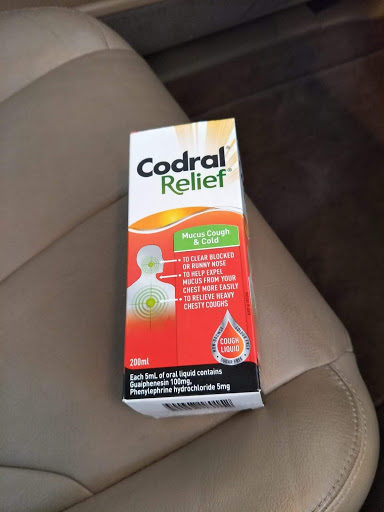 Codral®
Relief®
Mucus Cough
& Cold
• TO CLEAR BLOCKED
OR RUNNY NOSE
• TO HELP EXPEL
MUCUS FROM YOUR
CHEST MORE EASILY
• TO RELIEVE HEAVY
CHESTY COUGHS
COUGH
LIQUID
200ml
Each 5mL of oral liquid contains
Guaiphenesin 100mg,
Phenylephrine hydrochloride 5mg